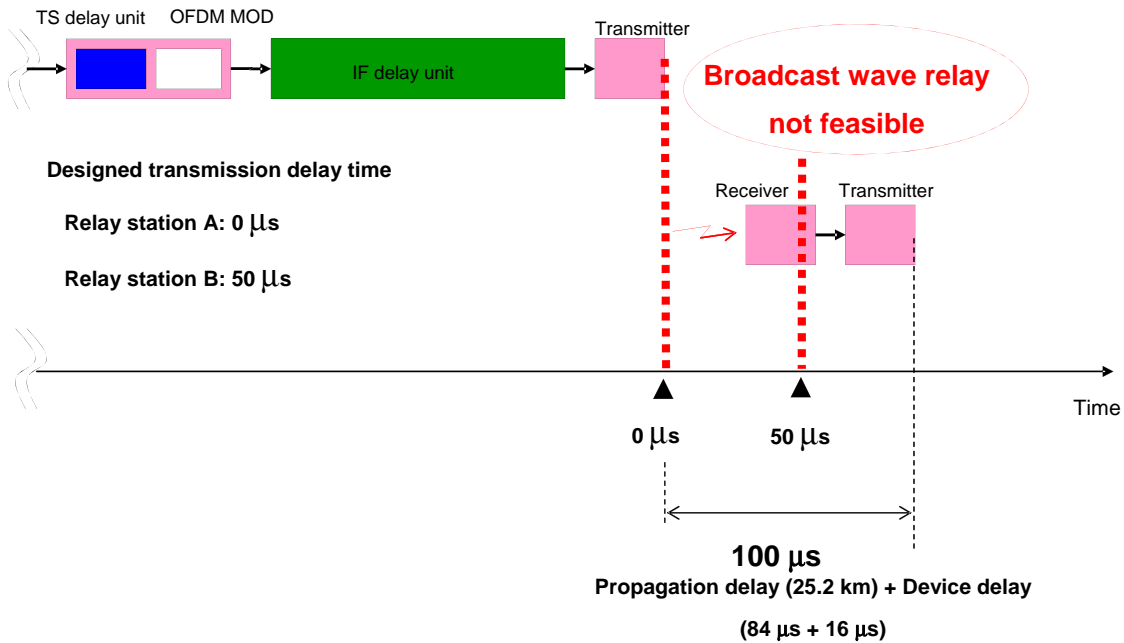 TS delay unit
OFDM MOD
IF delay unit
Transmitter
Broadcast wave relay
not feasible
Designed transmission delay time
Relay station A: 0 μs
Relay station B: 50 μs
Receiver
Transmitter
Time
0 μs
50 μs
100 μs
Propagation delay (25.2 km) + Device delay
(84 μs + 16 μs)